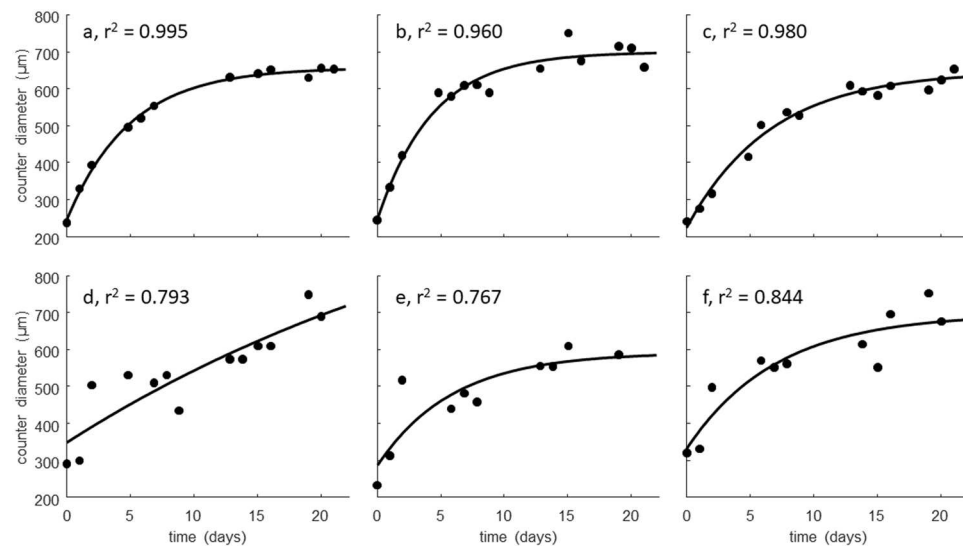 800
700
600
500
400
300
200
counter diameter (µm)
a, r² = 0.995
b, r² = 0.960
c, r² = 0.980
800
700
600
500
400
300
200
counter diameter (µm)
d, r² = 0.793
e, r² = 0.767
f, r² = 0.844
0 5 10 15 20
0 5 10 15 20
0 5 10 15 20
time (days)
time (days)
time (days)